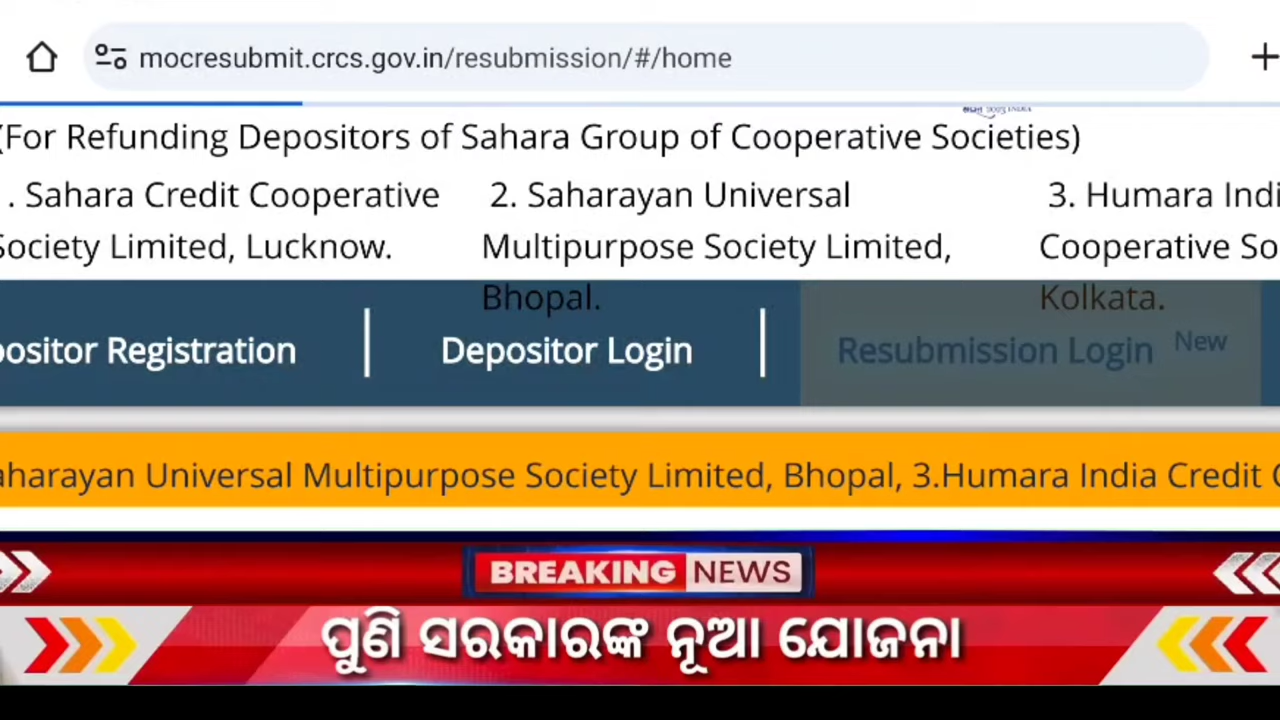 mocresubmit.crcs.gov.in/resubmission/#/home
(For Refunding Depositors of Sahara Group of Cooperative Societies)
. Sahara Credit Cooperative
Society Limited, Lucknow.
2. Saharayan Universal
Multipurpose Society Limited,
Bhopal.
3. Humara Indi
Cooperative So
Kolkata.
ositor Registration
Depositor Login
Resubmission Login New
aharayan Universal Multipurpose Society Limited, Bhopal, 3.Humara India Credit
BREAKING NEWS
ପୁଣି ସରକାରଙ୍କ ନୂଆ ଯୋଜନା